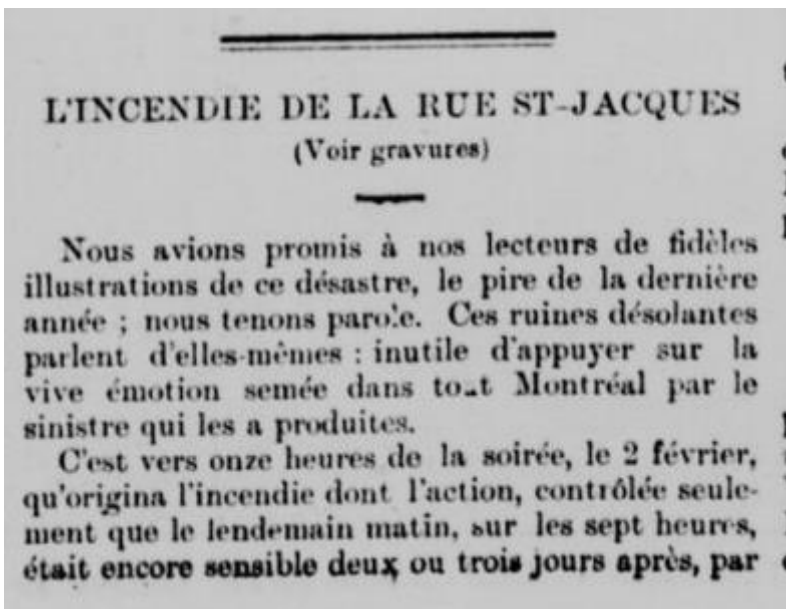 L'INCENDIE DE LA RUE ST-JACQUES
(Voir gravures)
Nous avions promis à nos lecteurs de fidèles
illustrations de ce désastre, le pire de la dernière
année ; nous tenons parole. Ces ruines désolantes
parlent d'elles-mêmes : inutile d'appuyer sur la
vive émotion semée dans tout Montréal par le
sinistre qui les a produites.
C'est vers onze heures de la soirée, le 2 février,
qu'origina l'incendie dont l'action, contrôlée seule-
ment que le lendemain matin, sur les sept heures,
était encore sensible deux ou trois jours après, par